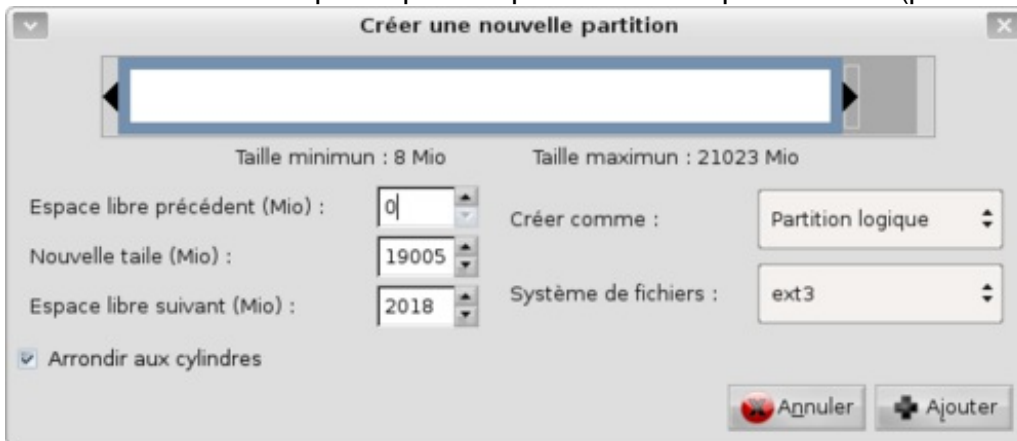 Créer une nouvelle partition
Taille minimun : 8 Mio Taille maximun : 21023 Mio
Espace libre précédent (Mio) : 0 Créer comme : Partition logique
Nouvelle taile (Mio) : 19005
Espace libre suivant (Mio) : 2018 Système de fichiers : ext3
Arrondir aux cylindres
Annuler Ajouter